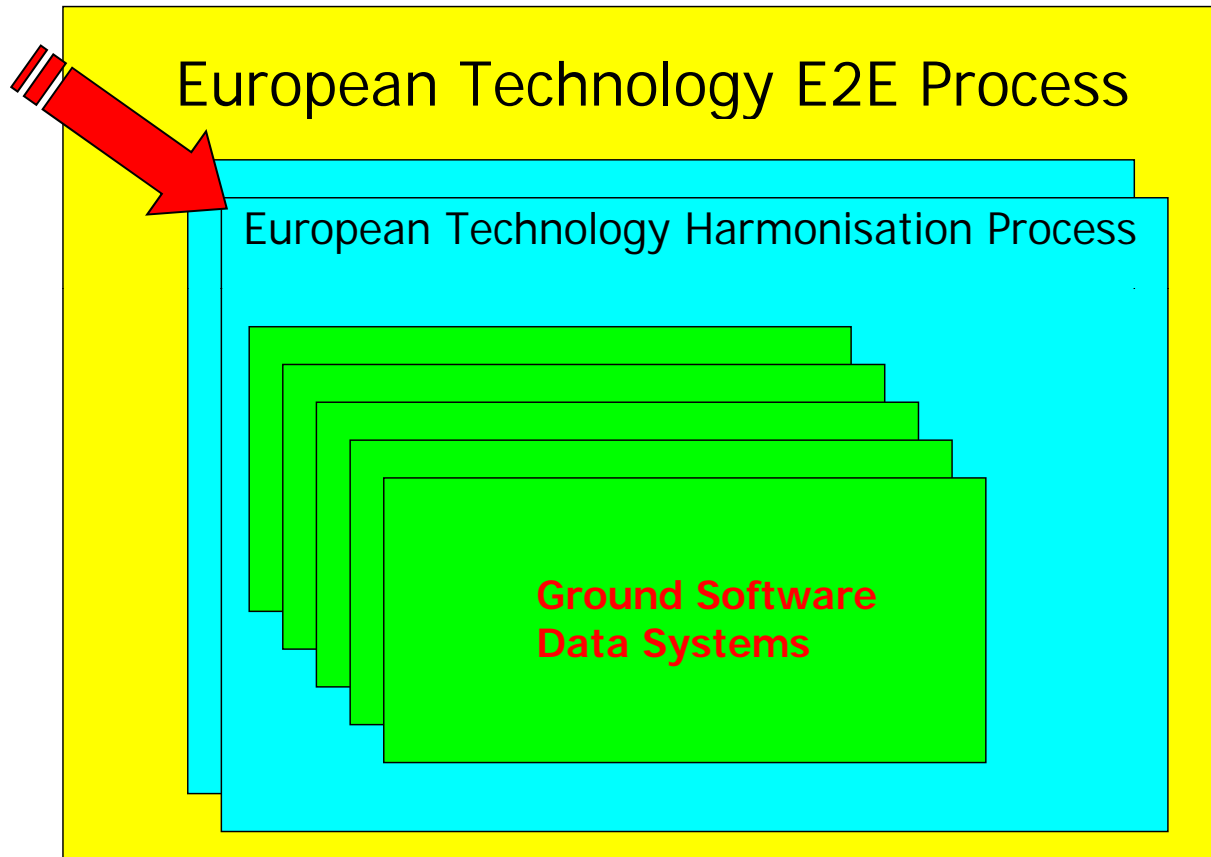 European Technology E2E Process
European Technology Harmonisation Process
Ground Software
Data Systems